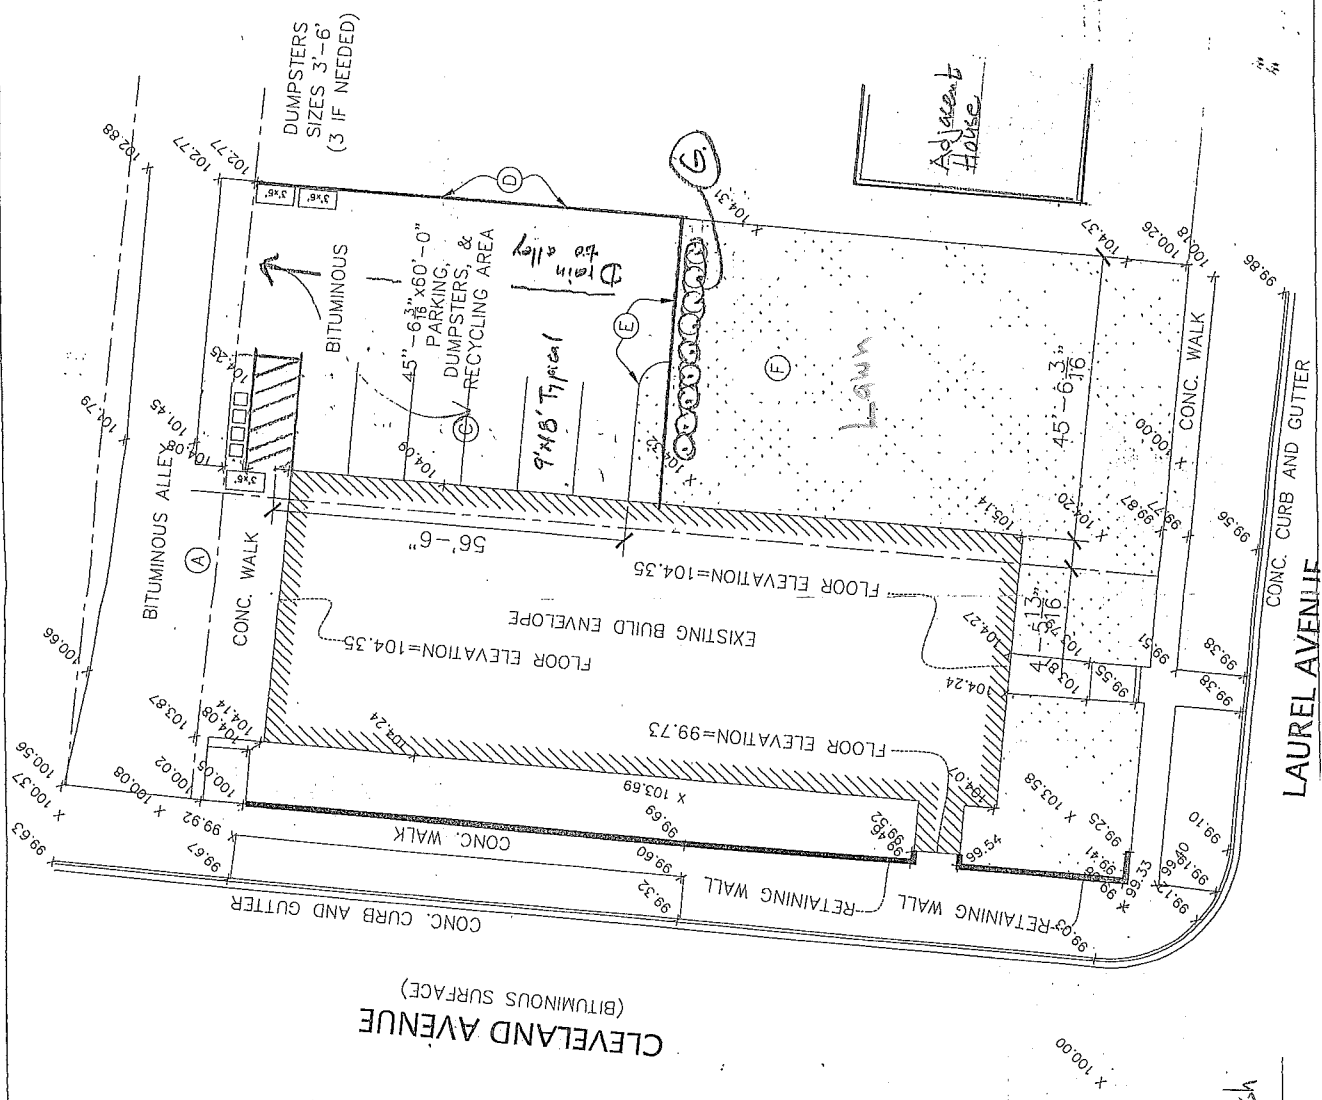 DUMPSTERS
SIZES 3'-6'
(3 IF NEEDED)
102.88
102.77
102.77
3'x6'
3'x6'
D
G.
104.31
Adjacent
House
104.37
100.26
100.18
99.86
BITUMINOUS
45'-6 3/16"x60'-0"
PARKING,
DUMPSTERS, &
RECYCLING AREA
Drain
to alley
E
F
Lawn
C
9'x18' Typical
104.25
104.09
104.32
45'-6 3"
16
CONC. WALK
100.00
CONC. CURB AND GUTTER
LAUREL AVENUE
101.79
101.45
104.08
3'x6'
BITUMINOUS ALLEY
A
CONC. WALK
56'-6"
105.14
104.20
99.87
99.77
99.56
FLOOR ELEVATION=104.35
EXISTING BUILD ENVELOPE
FLOOR ELEVATION=104.35
104.27
103.81
99.55
99.51
99.38
99.38
104.24
100.66
103.87
104.14
104.08
104.24
FLOOR ELEVATION=99.73
104.07
X 103.69
X 103.58
100.56
100.37
100.08
100.02
100.05
99.92
99.63
99.67
99.69
99.60
99.32
99.52
99.54
99.25
99.41
99.33
99.10
99.12
99.03
CONC. WALK
RETAINING WALL
RETAINING WALL
CONC. CURB AND GUTTER
CLEVELAND AVENUE
(BITUMINOUS SURFACE)
X 100.00